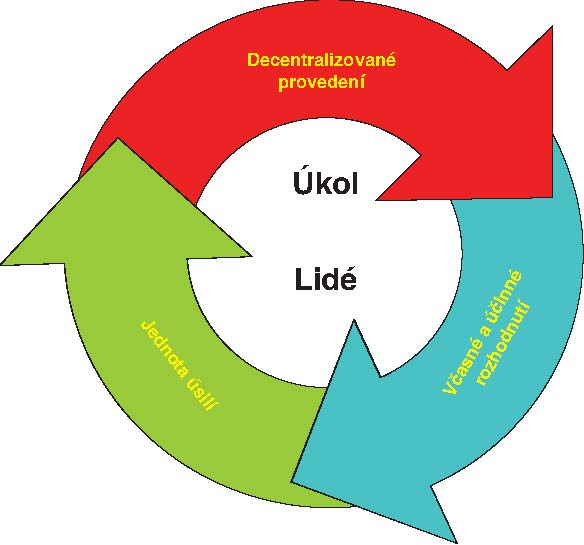 Decentralizované
provedení
Úkol
Lidé
Včasné a účinné
rozhodnutí
Jednota úsilí